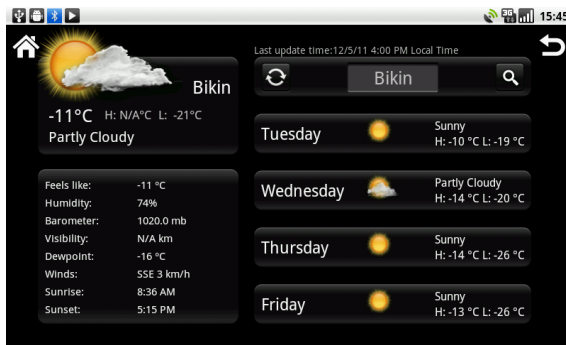 3G
15:45
Bikin
-11°C H: N/A°C L: -21°C
Partly Cloudy
Feels like: -11 °C
Humidity: 74%
Barometer: 1020.0 mb
Visibility: N/A km
Dewpoint: -16 °C
Winds: SSE 3 km/h
Sunrise: 8:36 AM
Sunset: 5:15 PM
Last update time:12/5/11 4:00 PM Local Time
Bikin
Tuesday
Sunny
H: -10 °C L: -19 °C
Wednesday
Partly Cloudy
H: -14 °C L: -20 °C
Thursday
Sunny
H: -14 °C L: -26 °C
Friday
Sunny
H: -13 °C L: -26 °C